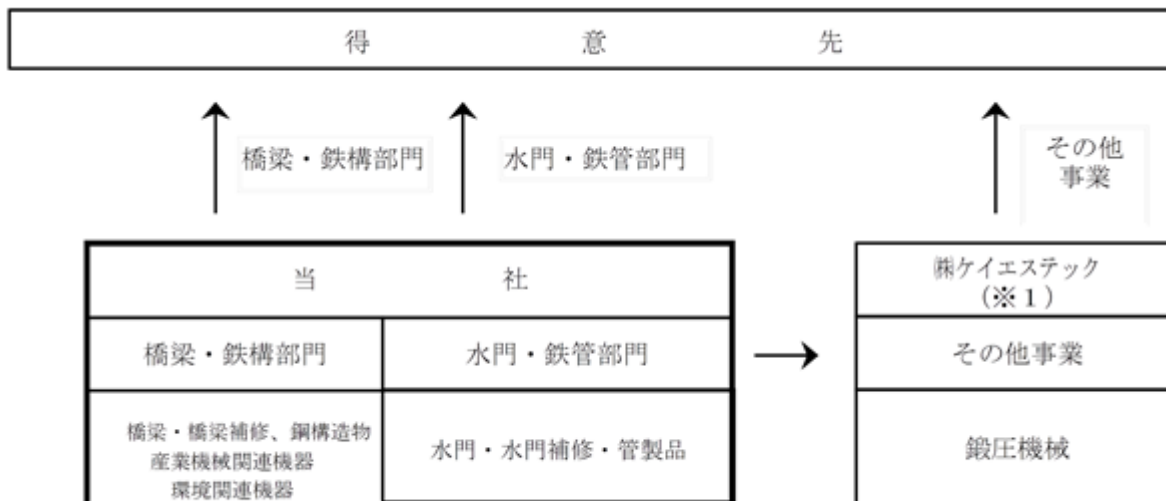 得意先
橋梁・鉄構部門
水門・鉄管部門
その他
事業
当社
㈱ケイエステック
(※1)
橋梁・鉄構部門
水門・鉄管部門
その他事業
橋梁・橋梁補修、鋼構造物
産業機械関連機器
環境関連機器
水門・水門補修・管製品
鍛圧機械